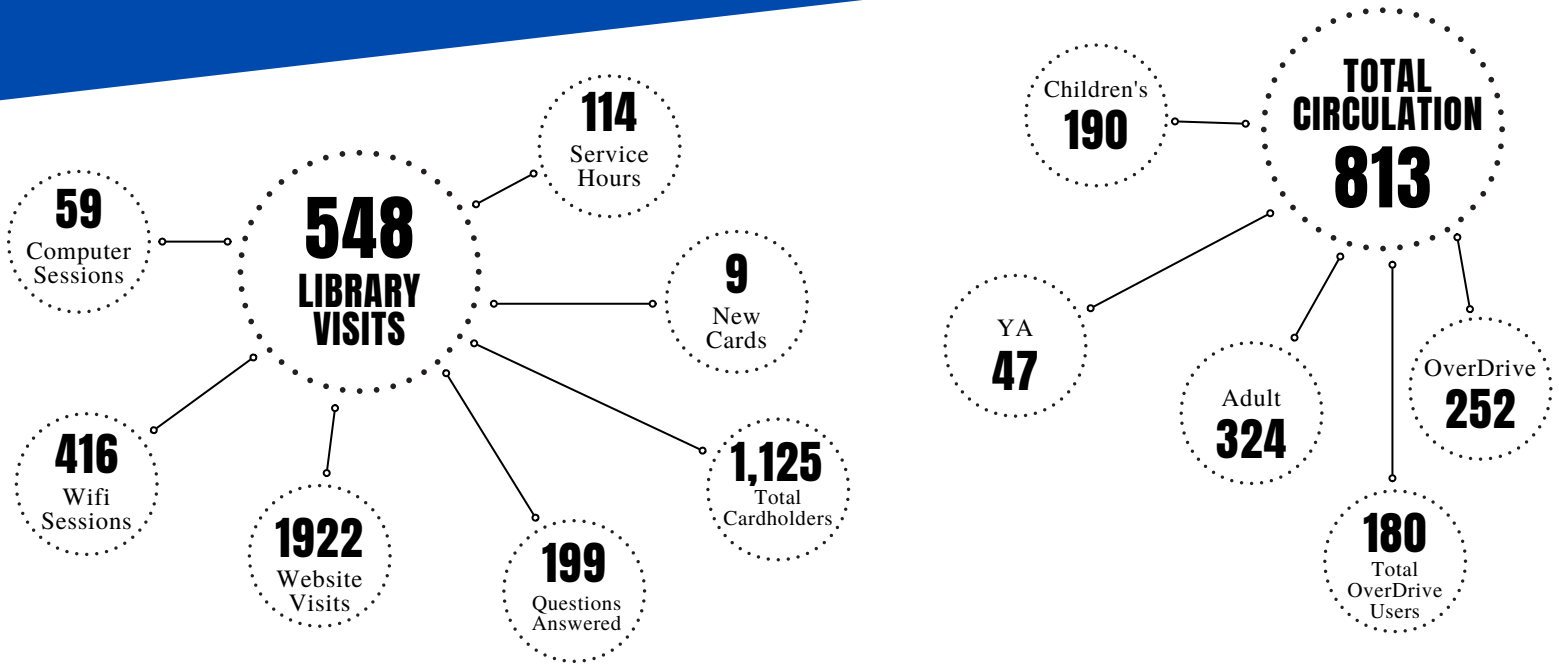 548
LIBRARY
VISITS
114
Service
Hours
59
Computer
Sessions
9
New
Cards
416
Wifi
Sessions
1,125
Total
Cardholders
1922
Website
Visits
199
Questions
Answered
TOTAL
CIRCULATION
813
Children's
190
YA
47
Adult
324
OverDrive
252
180
Total
OverDrive
Users